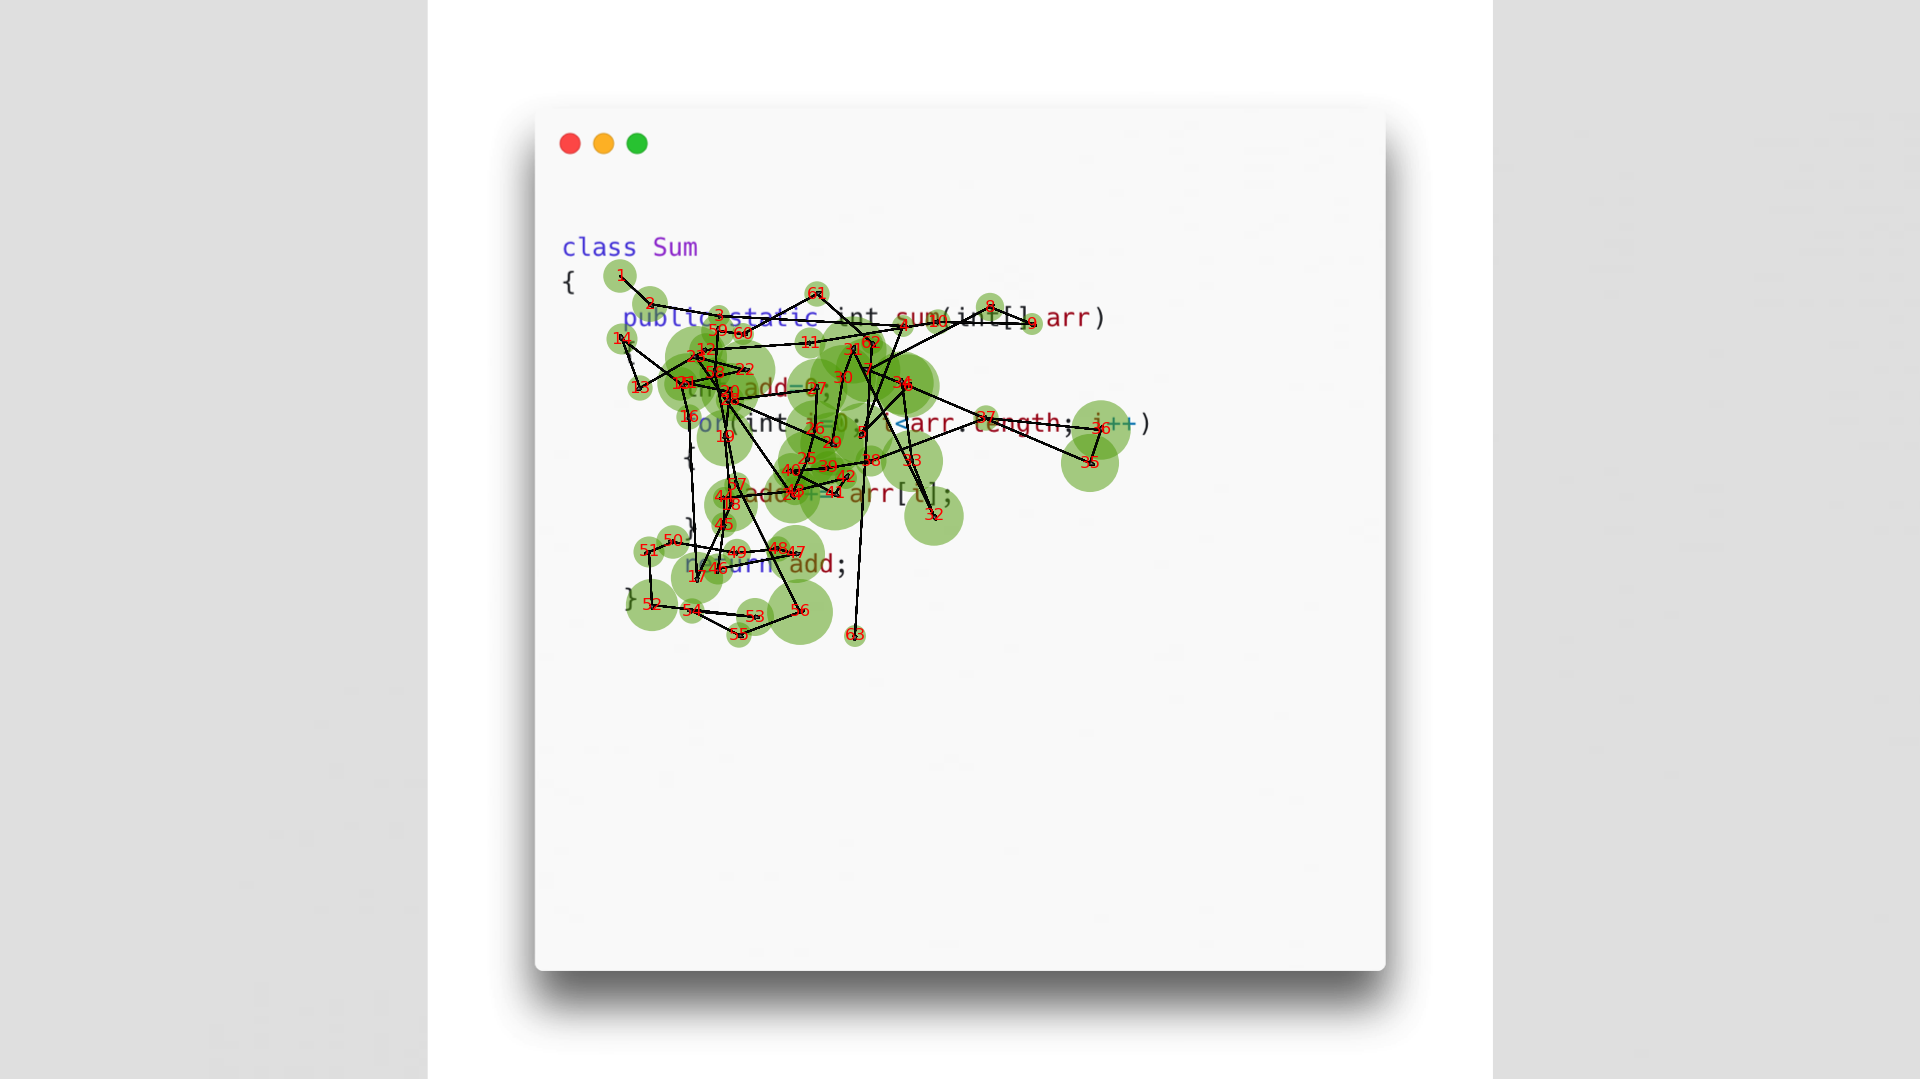 class Sum
{
public static int sum(int[] arr)
{
int add=0;
for(int i=0; i<arr.length; i++)
{
add += arr[i];
}
return add;
}